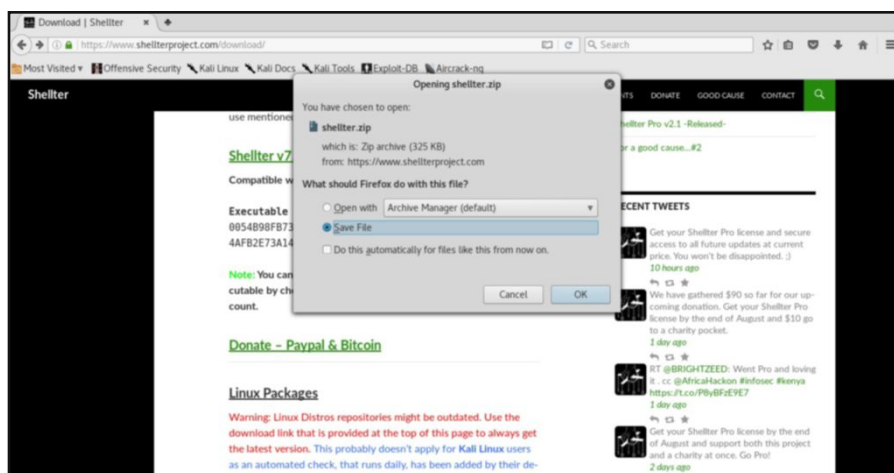 Download | Shellter
https://www.shellterproject.com/download/
Search
Most Visited
Offensive Security
Kali Linux
Kali Docs
Kali Tools
Exploit-DB
Aircrack-ng
Shellter
DONATE
GOOD CAUSE
CONTACT
Opening shellter.zip
You have chosen to open:
shellter.zip
which is: Zip archive (325 KB)
from: https://www.shellterproject.com
What should Firefox do with this file?
Open with
Archive Manager (default)
Save File
Do this automatically for files like this from now on.
Cancel
OK
use mentione
Shellter v7
Compatible w
Executable
0054B98FB73
4AFB2E73A14
Note: You can
cutable by ch
count.
Donate – Paypal & Bitcoin
Linux Packages
Warning: Linux Distros repositories might be outdated. Use the
download link that is provided at the top of this page to always get
the latest version. This probably doesn't apply for Kali Linux users
as an automated check, that runs daily, has been added by their de-
hellter Pro v2.1 -Released-
or a good cause...#2
ECENT TWEETS
Get your Shellter Pro license and secure
access to all future updates at current
price. You won't be disappointed. ;)
10 hours ago
We have gathered $90 so far for our up-
coming donation. Get your Shellter Pro
license by the end of August and $10 go
to a charity pocket.
1 day ago
RT @BRIGHTZEED: Went Pro and loving
it . cc @AfricaHackon #infosec #kenya
https://t.co/P8yBFzE9E7
1 day ago
Get your Shellter Pro license by the end
of August and support both this project
and a charity at once. Go Pro!
2 days ago